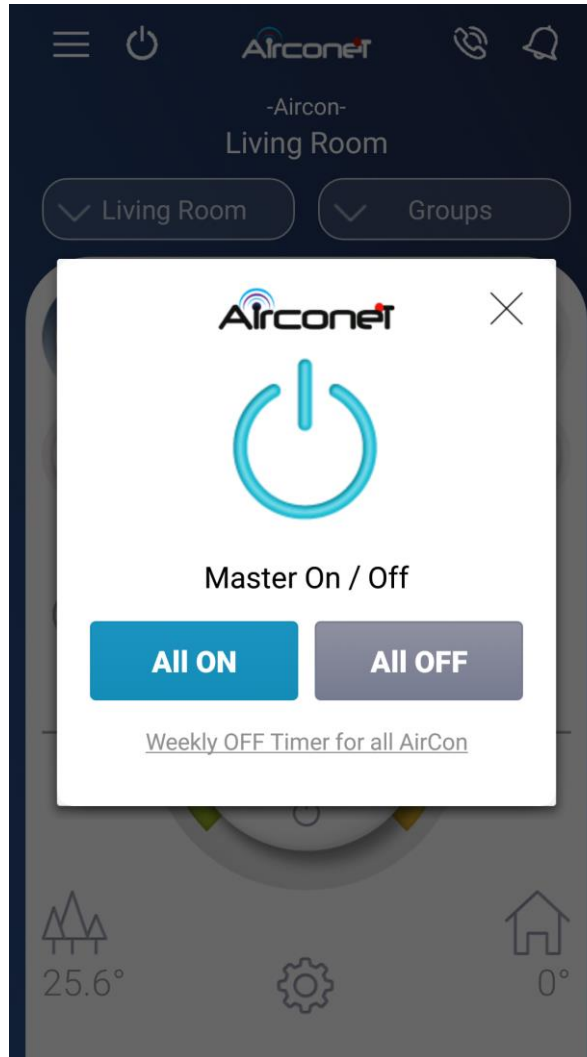 Airconet
-Aircon-
Living Room
Living Room
Groups
Airconet
Master On / Off
All ON
All OFF
Weekly OFF Timer for all AirCon
25.6°
0°